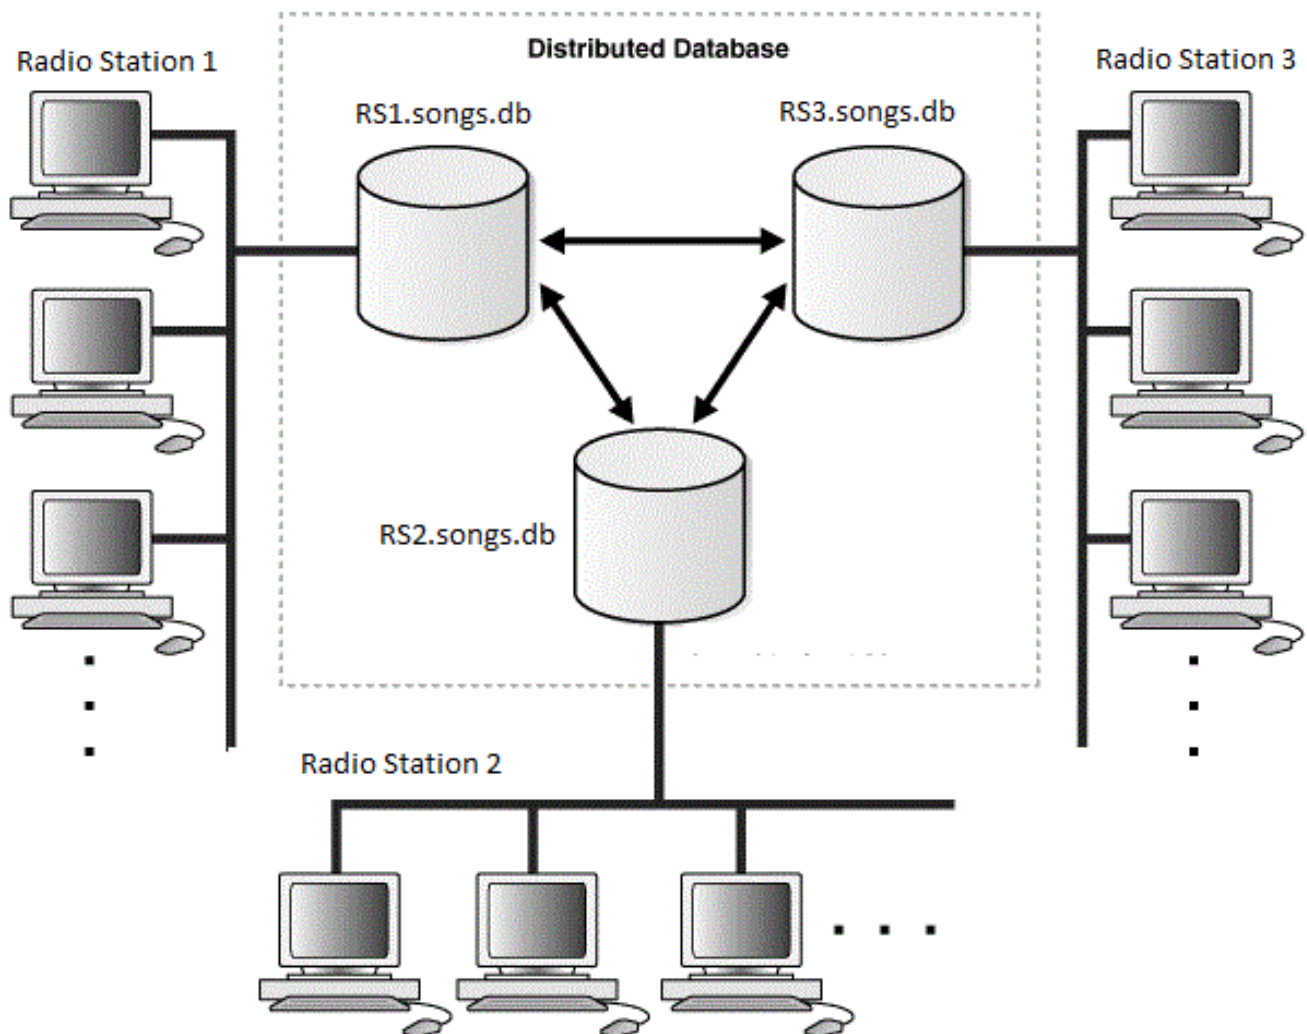 Distributed Database
Radio Station 1
Radio Station 3
RS1.songs.db
RS3.songs.db
RS2.songs.db
Radio Station 2